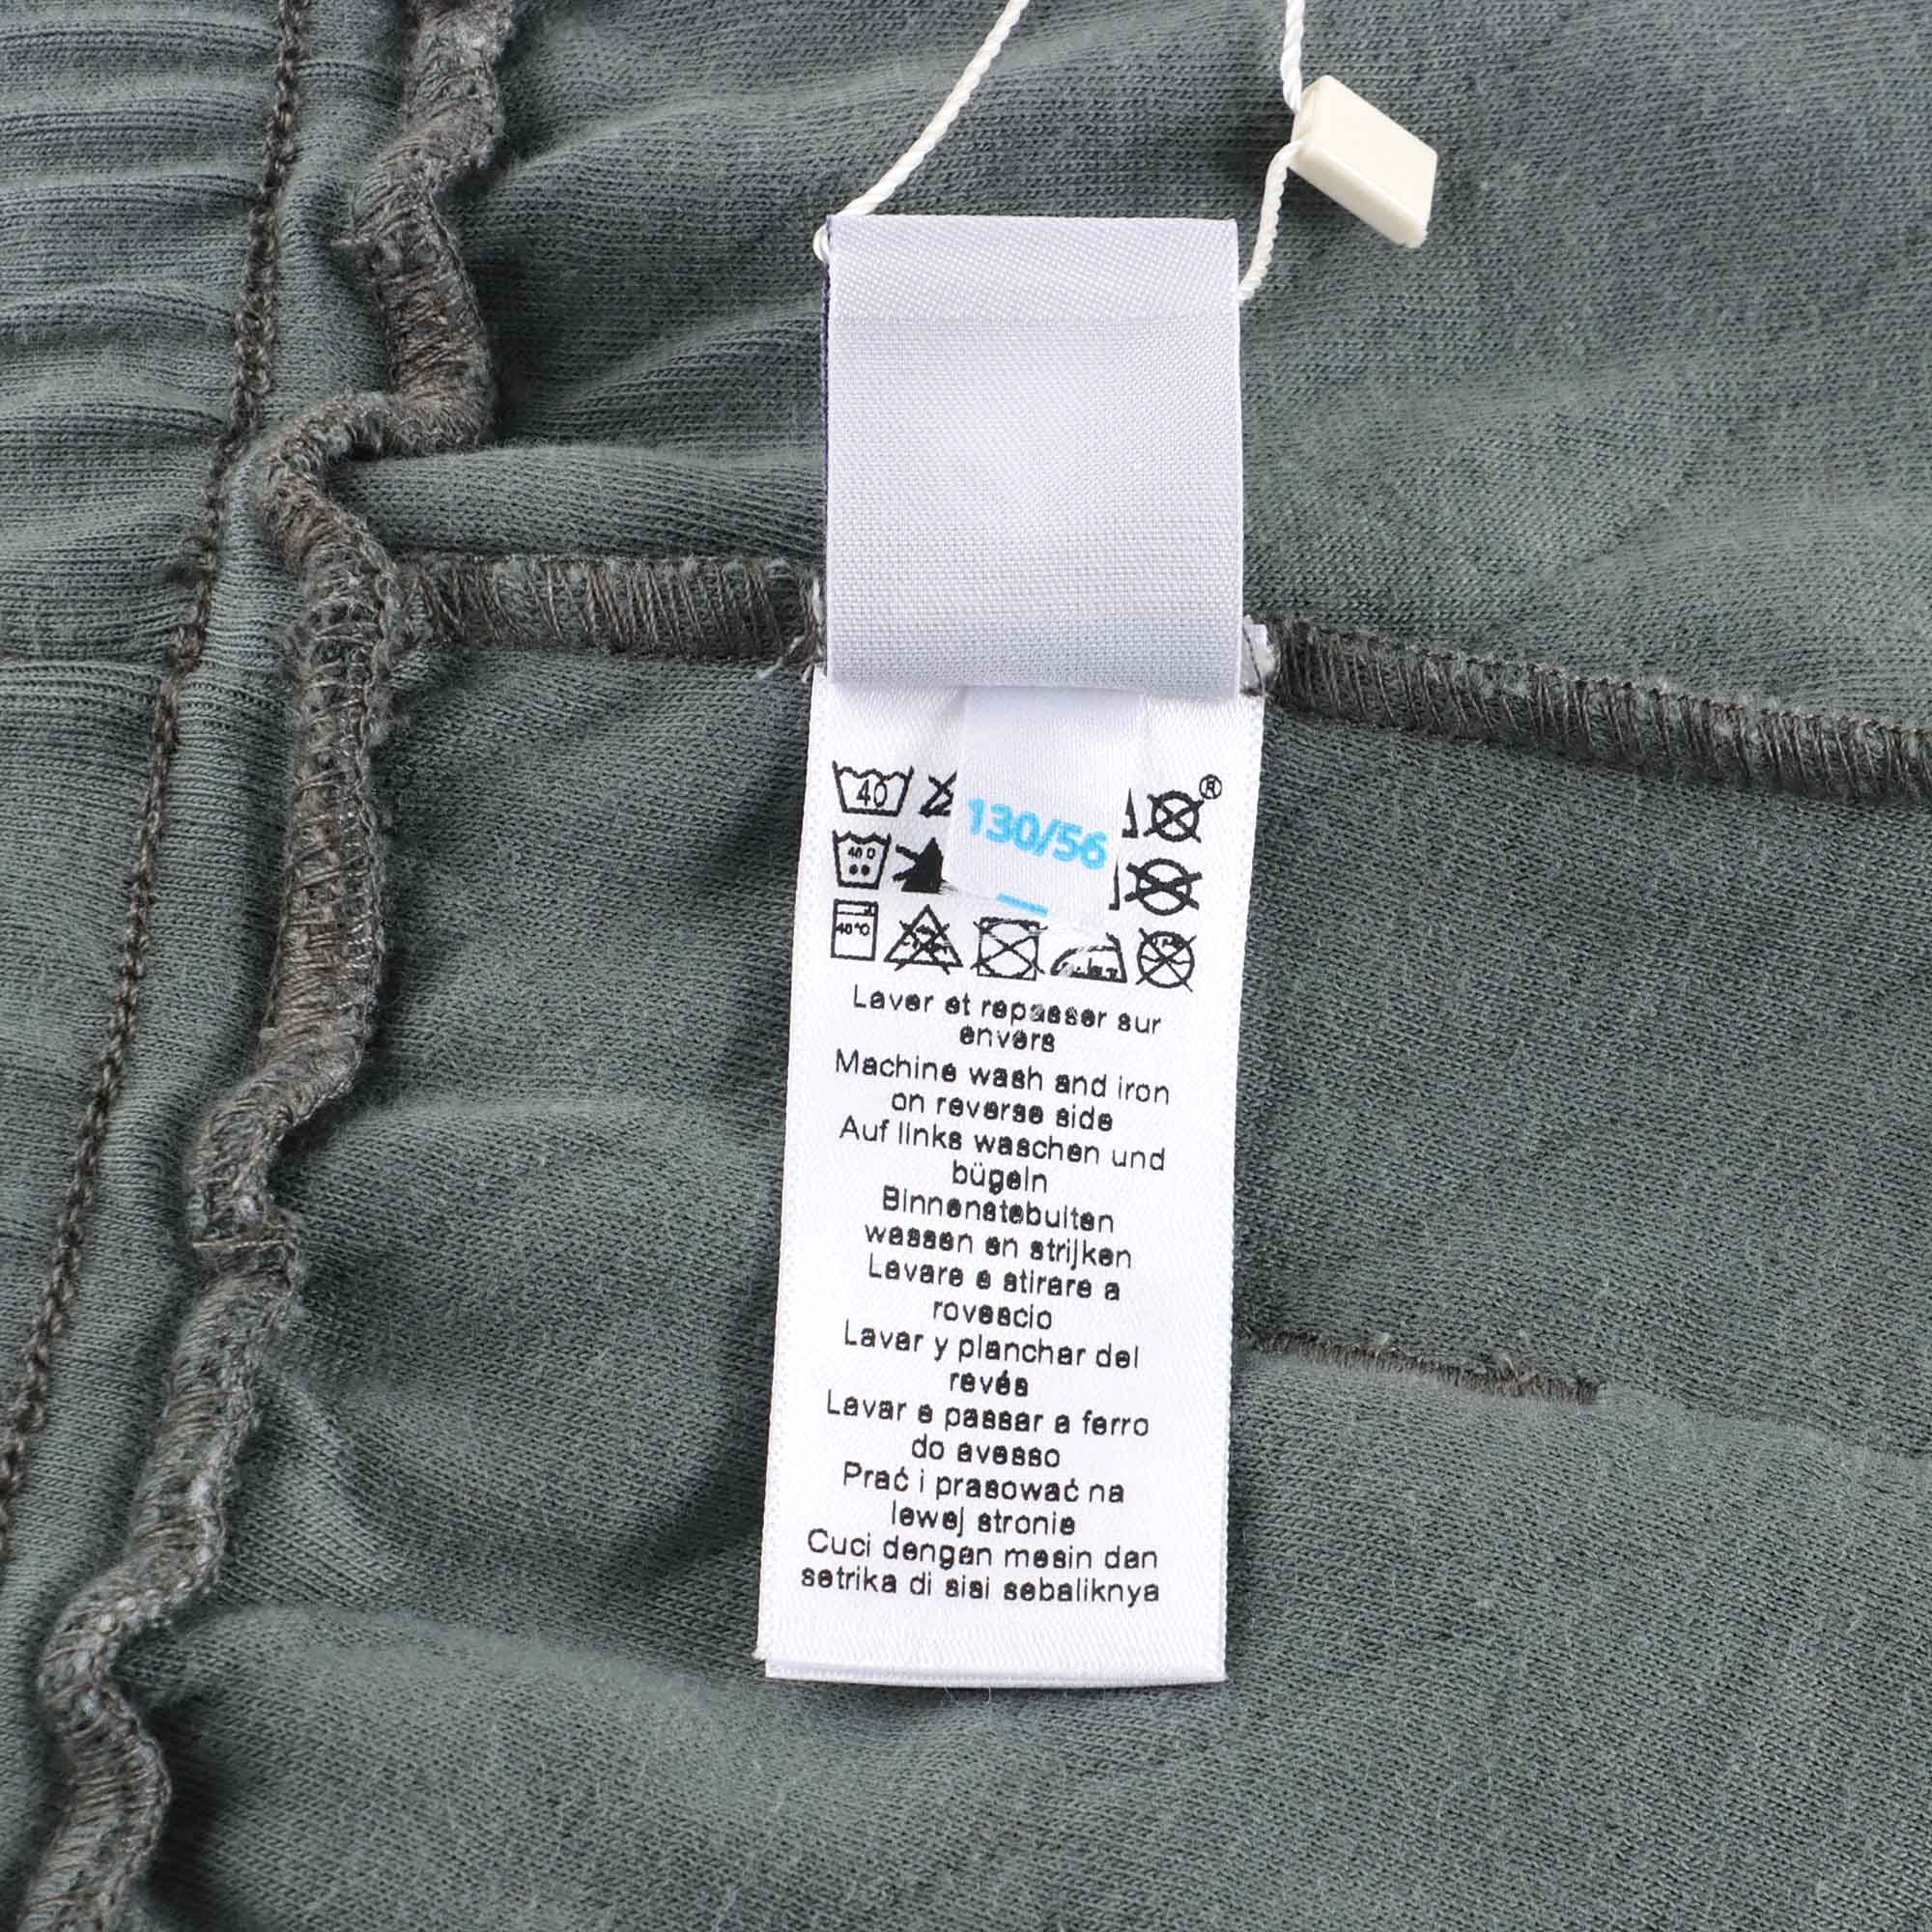 40
®
130/56
40°C
Laver et repasser sur
envers
Machine wash and iron
on reverse side
Auf links waschen und
bügeln
Binnenstebuiten
wassen en strijken
Lavare e stirare a
rovescio
Lavar y planchar del
revés
Lavar e passar a ferro
do avesso
Prać i prasować na
lewej stronie
Cuci dengan mesin dan
setrika di sisi sebaliknya